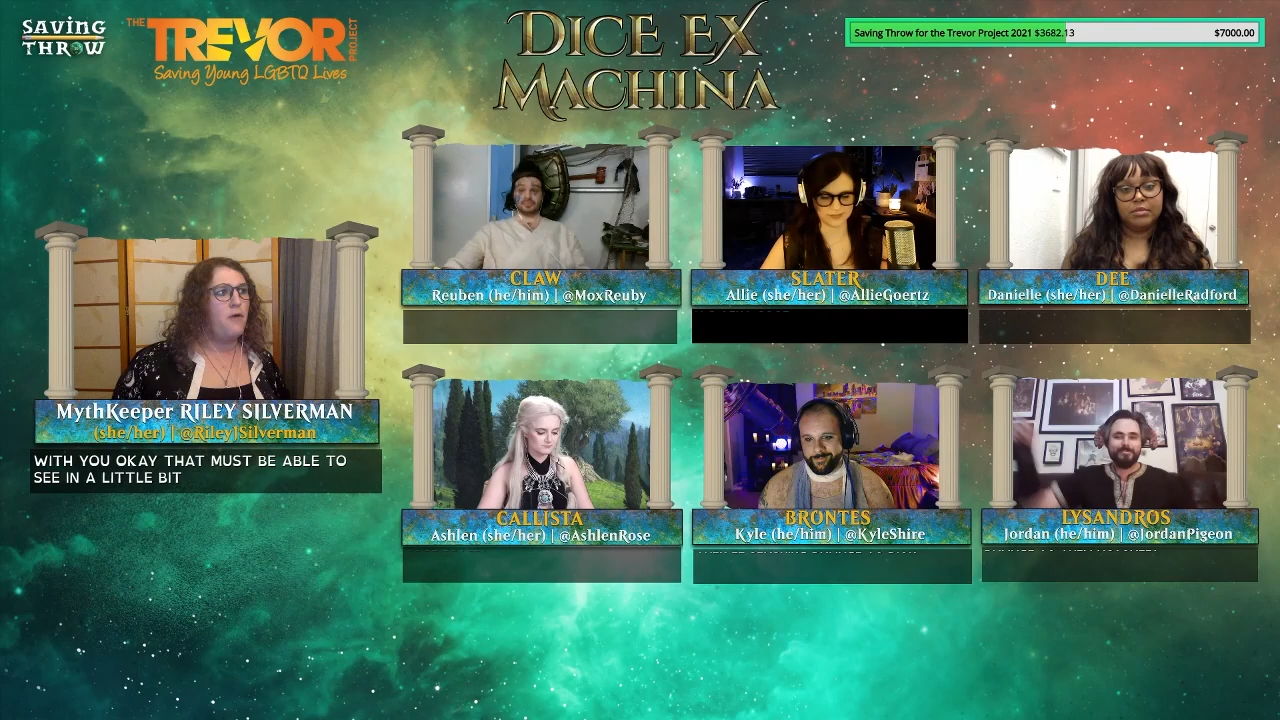 SAVING
THROW
THE
TREVOR
PROJECT
Saving Young LGBTQ Lives
DICE EX
MACHINA
Saving Throw for the Trevor Project 2021 $3682.13
$7000.00
CLAW
Reuben (he/him) | @MoxReuby
SLATER
Allie (she/her) | @AllieGoertz
DEE
Danielle (she/her) | @DanielleRadford
MythKeeper RILEY SILVERMAN
(she/her) | @RileyJSilverman
WITH YOU OKAY THAT MUST BE ABLE TO
SEE IN A LITTLE BIT
CALLISTA
Ashlen (she/her) | @AshlenRose
BRONTES
Kyle (he/him) | @KyleShire
LYSANDROS
Jordan (he/him) | @JordanPigeon